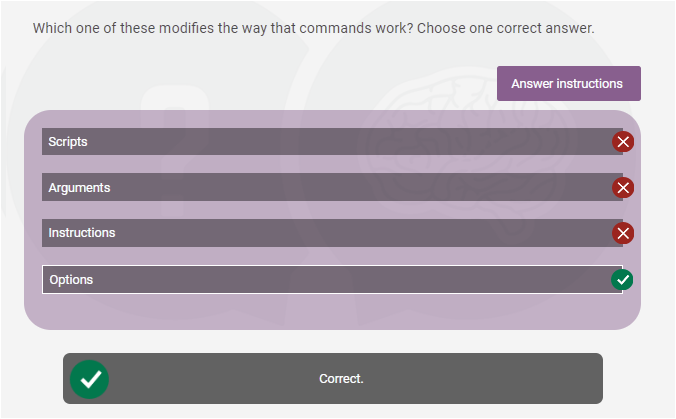 Which one of these modifies the way that commands work? Choose one correct answer.
Answer instructions
Scripts
Arguments
Instructions
Options
Correct.